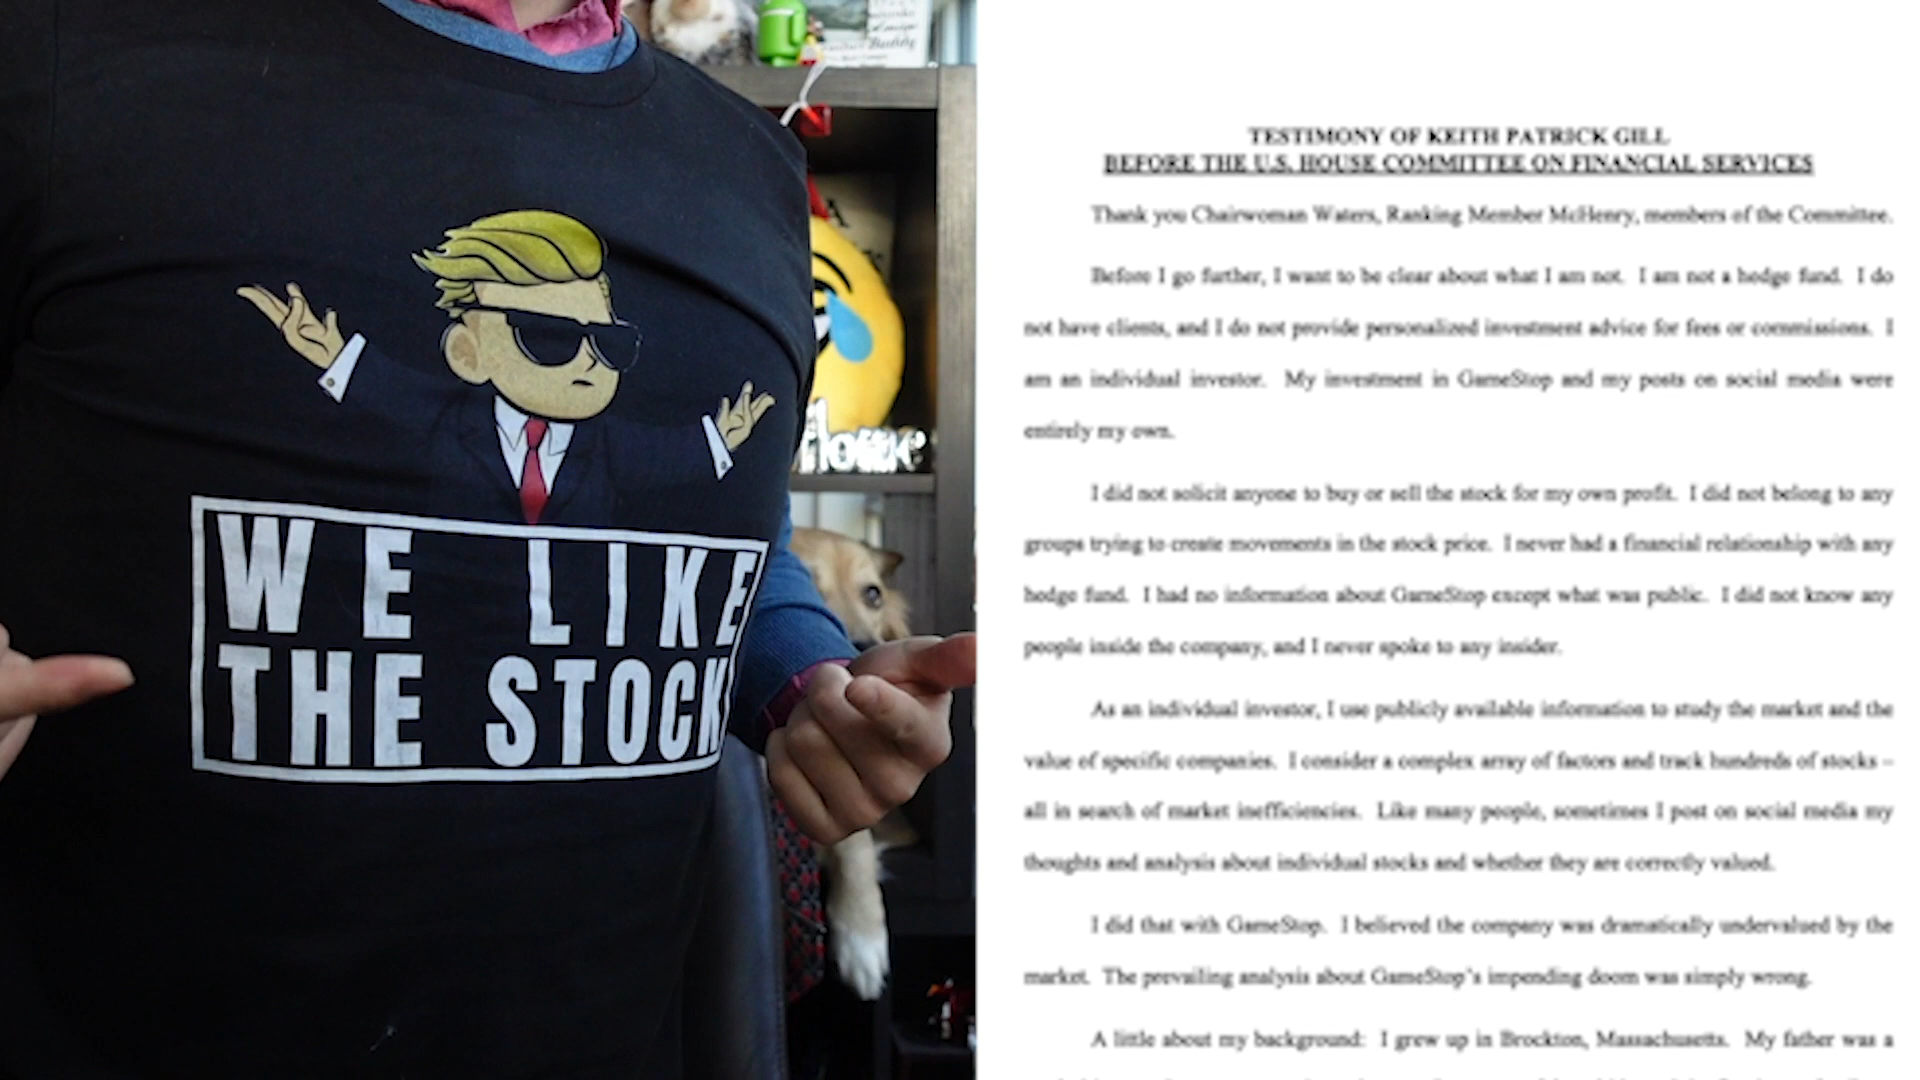 WE LIKE
THE STOCK
Buddy
Home
TESTIMONY OF KEITH PATRICK GILL
BEFORE THE U.S. HOUSE COMMITTEE ON FINANCIAL SERVICES
Thank you Chairwoman Waters, Ranking Member McHenry, members of the Committee.
Before I go further, I want to be clear about what I am not. I am not a hedge fund. I do
not have clients, and I do not provide personalized investment advice for fees or commissions. I
am an individual investor. My investment in GameStop and my posts on social media were
entirely my own.
I did not solicit anyone to buy or sell the stock for my own profit. I did not belong to any
groups trying to create movements in the stock price. I never had a financial relationship with any
hedge fund. I had no information about GameStop except what was public. I did not know any
people inside the company, and I never spoke to any insider.
As an individual investor, I use publicly available information to study the market and the
value of specific companies. I consider a complex array of factors and track hundreds of stocks –
all in search of market inefficiencies. Like many people, sometimes I post on social media my
thoughts and analysis about individual stocks and whether they are correctly valued.
I did that with GameStop. I believed the company was dramatically undervalued by the
market. The prevailing analysis about GameStop's impending doom was simply wrong.
A little about my background: I grew up in Brockton, Massachusetts. My father was a